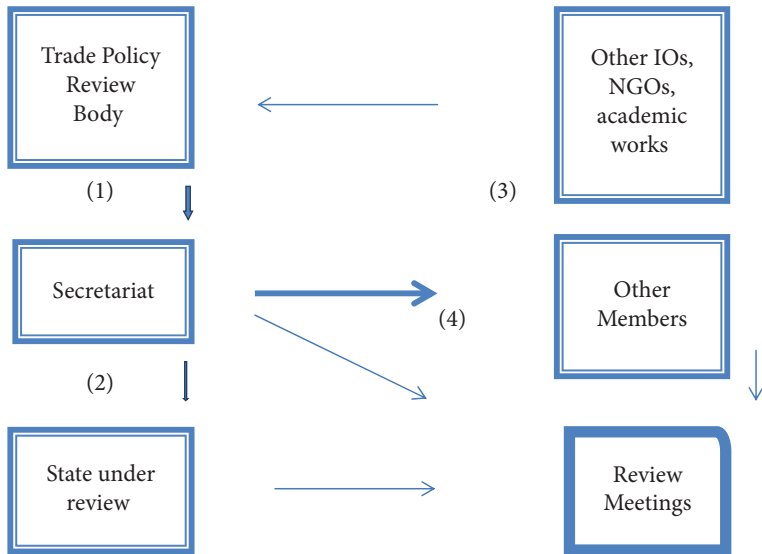 Trade Policy
Review
Body
Other IOs,
NGOs,
academic
works
(1)
(3)
Secretariat
(4)
Other
Members
(2)
State under
review
Review
Meetings